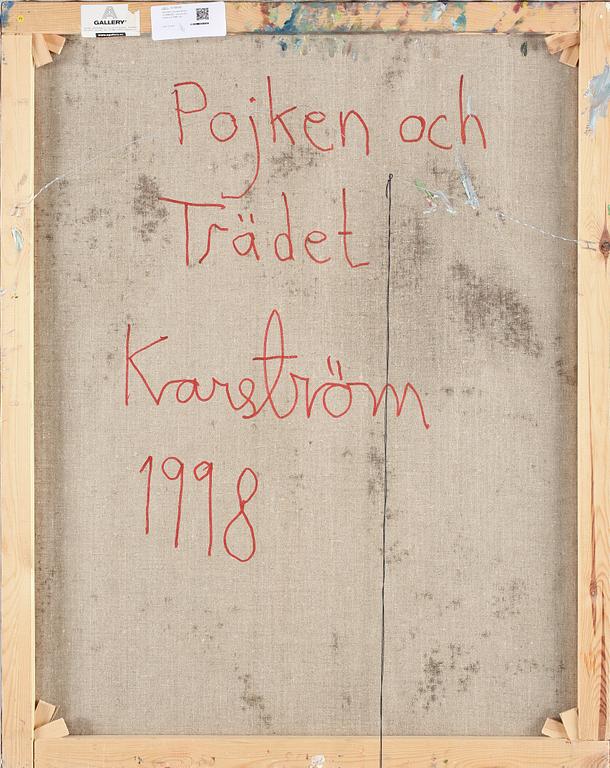 A
GALLERY
Pojken och
Trädet
Karström
1998